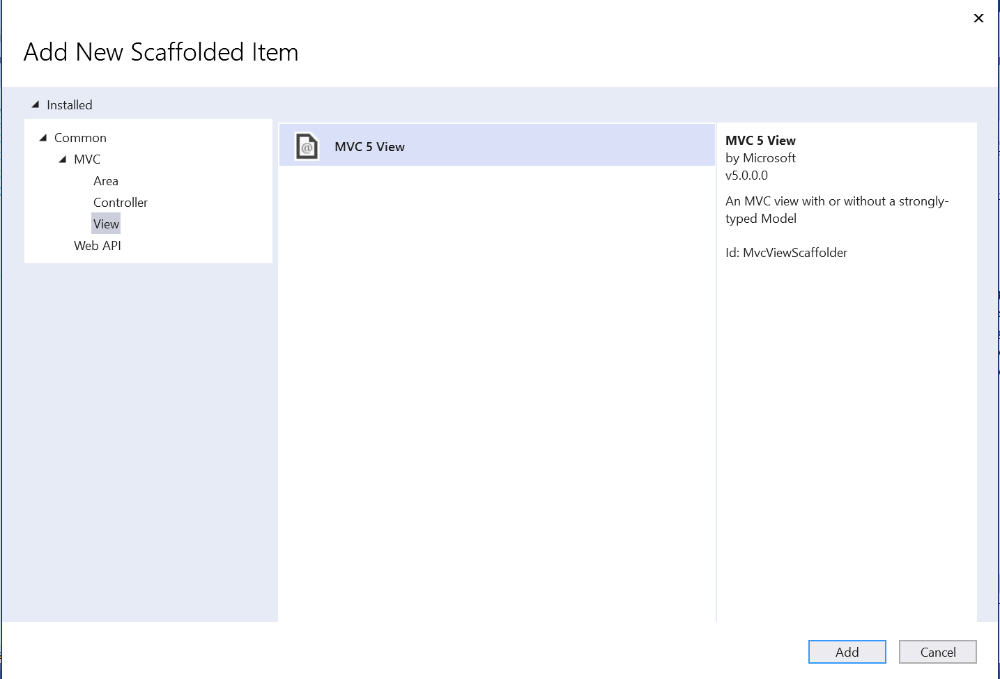 Add New Scaffolded Item
Installed
Common
MVC
Area
Controller
View
Web API
MVC 5 View
MVC 5 View
by Microsoft
v5.0.0.0
An MVC view with or without a strongly-
typed Model
Id: MvcViewScaffolder
Add
Cancel